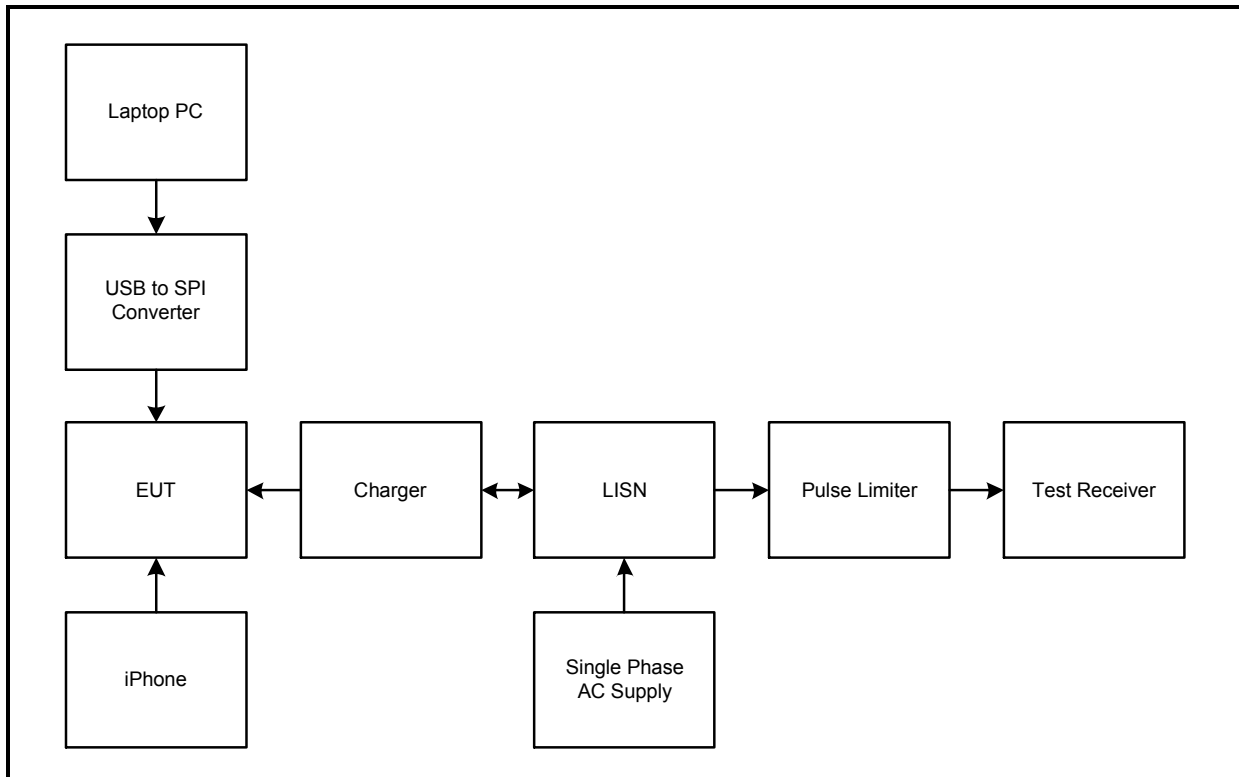 Laptop PC
USB to SPI
Converter
EUT
Charger
LISN
Pulse Limiter
Test Receiver
iPhone
Single Phase
AC Supply